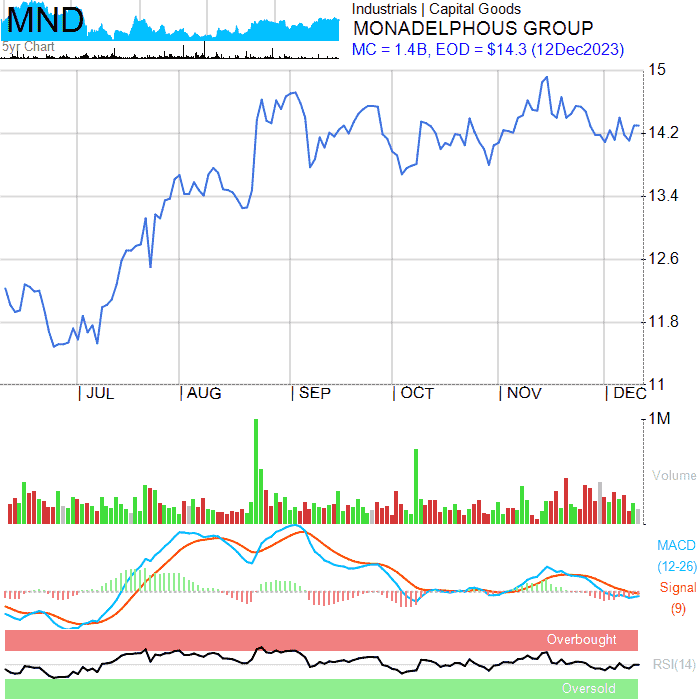 MND
5yr Chart
Industrials | Capital Goods
MONADELPHOUS GROUP
MC = 1.4B, EOD = $14.3 (12Dec2023)
15
14.2
13.4
12.6
11.8
11
| JUL | AUG | SEP | OCT | NOV | DEC
1M
Volume
MACD
(12-26)
Signal
(9)
Overbought
RSI(14)
Oversold